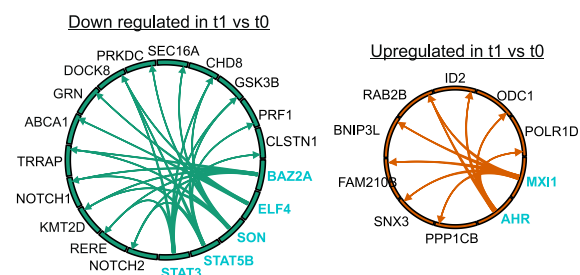 Down regulated in t1 vs t0
SEC16A
PRKDC
CHD8
DOCK8
GSK3B
GRN
PRF1
ABCA1
CLSTN1
TRRAP
BAZ2A
NOTCH1
ELF4
KMT2D
SON
RERE
STAT5B
NOTCH2
STAT3
Upregulated in t1 vs t0
ID2
RAB2B
ODC1
BNIP3L
POLR1D
FAM210B
MXI1
SNX3
AHR
PPP1CB